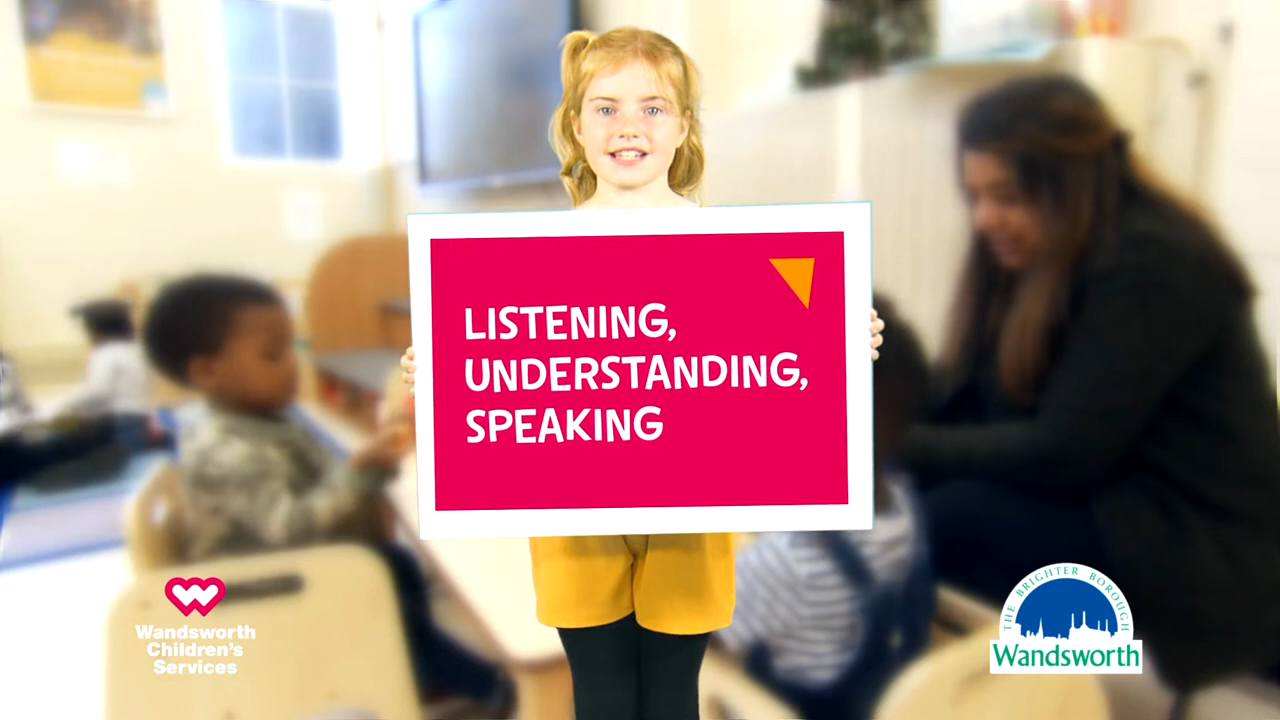 LISTENING,
UNDERSTANDING,
SPEAKING
Wandsworth
Children's
Services
THE BRIGHTER BOROUGH
Wandsworth